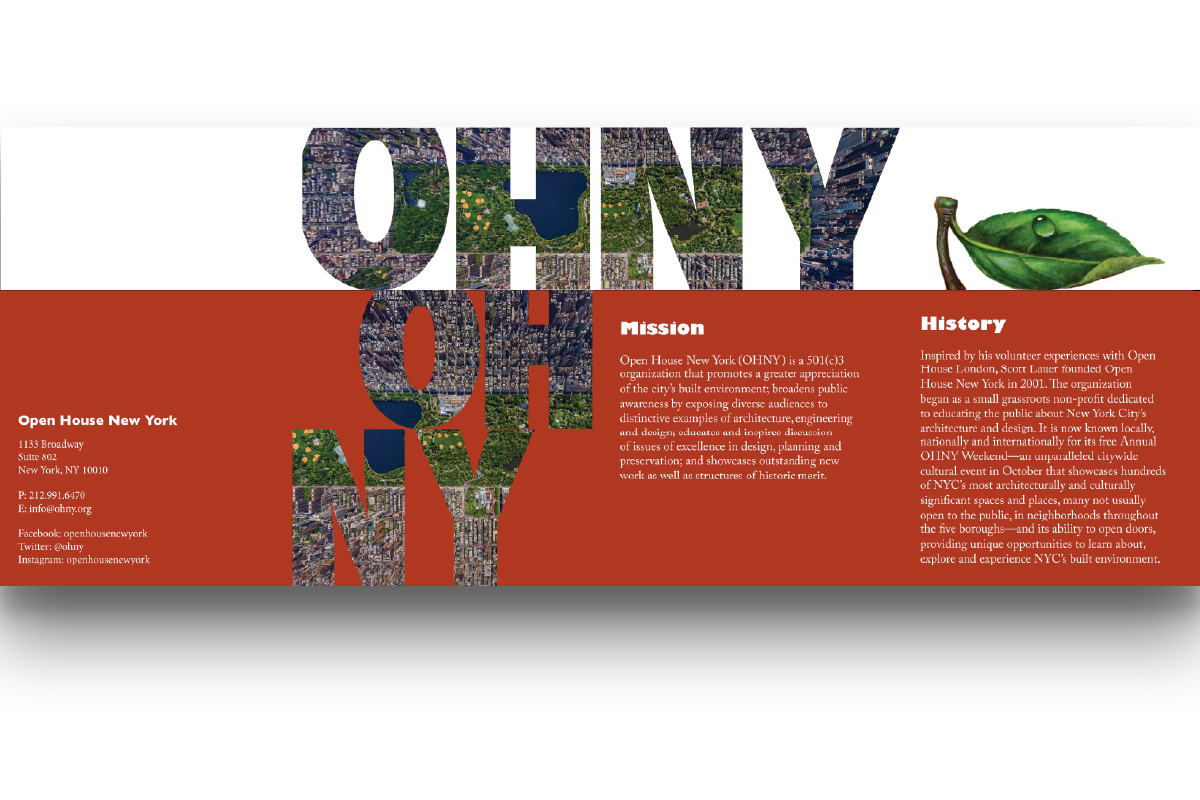 OHNY
OH
NY
Open House New York
1133 Broadway
Suite 802
New York, NY 10010
P: 212.991.6470
E: info@ohny.org
Facebook: openhousenewyork
Twitter: @ohny
Instagram: openhousenewyork
Mission
Open House New York (OHNY) is a 501(c)3
organization that promotes a greater appreciation
of the city's built environment; broadens public
awareness by exposing diverse audiences to
distinctive examples of architecture, engineering
and design; educates and inspires discussion
of issues of excellence in design, planning and
preservation; and showcases outstanding new
work as well as structures of historic merit.
History
Inspired by his volunteer experiences with Open
House London, Scott Lauer founded Open
House New York in 2001. The organization
began as a small grassroots non-profit dedicated
to educating the public about New York City's
architecture and design. It is now known locally,
nationally and internationally for its free Annual
OHNY Weekend—an unparalleled citywide
cultural event in October that showcases hundreds
of NYC's most architecturally and culturally
significant spaces and places, many not usually
open to the public, in neighborhoods throughout
the five boroughs—and its ability to open doors,
providing unique opportunities to learn about,
explore and experience NYC's built environment.